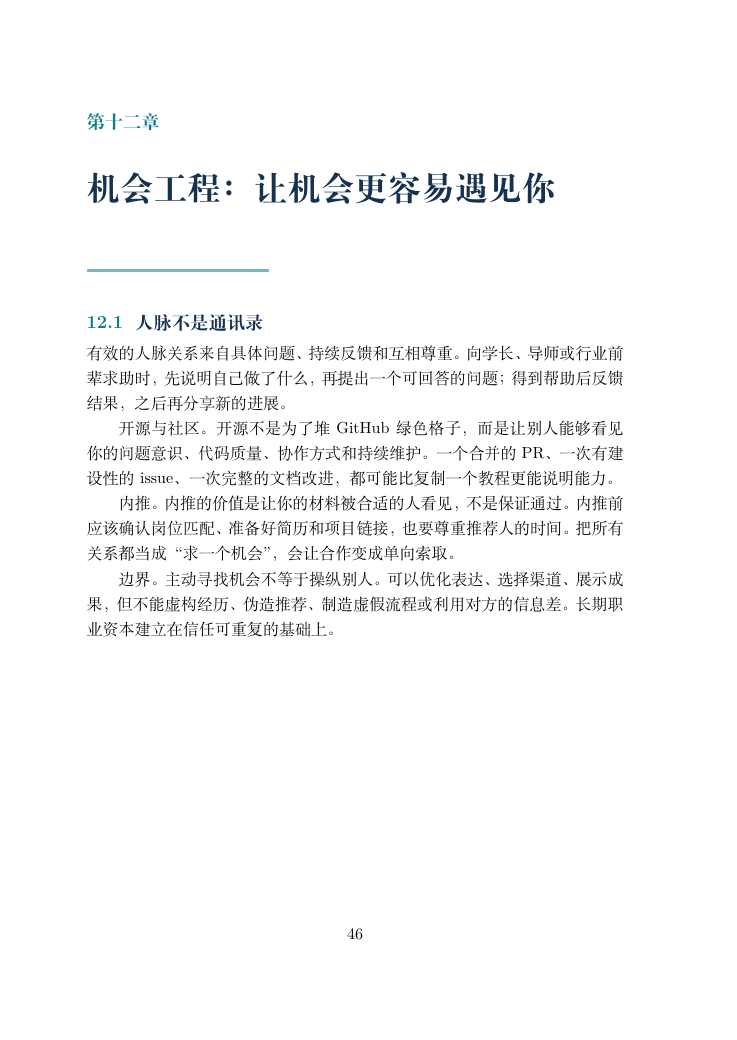 第十二章
机会工程：让机会更容易遇见你
12.1 人脉不是通讯录
有效的人脉关系来自具体问题、持续反馈和互相尊重。向学长、导师或行业前
辈求助时，先说明自己做了什么，再提出一个可回答的问题；得到帮助后反馈
结果，之后再分享新的进展。
开源与社区。开源不是为了堆 GitHub 绿色格子，而是让别人能够看见
你的问题意识、代码质量、协作方式和持续维护。一个合并的 PR、一次有建
设性的 issue、一次完整的文档改进，都可能比复制一个教程更能说明能力。
内推。内推的价值是让你的材料被合适的人看见，不是保证通过。内推前
应该确认岗位匹配、准备好简历和项目链接，也要尊重推荐人的时间。把所有
关系都当成 “求一个机会”，会让合作变成单向索取。
边界。主动寻找机会不等于操纵别人。可以优化表达、选择渠道、展示成
果，但不能虚构经历、伪造推荐、制造虚假流程或利用对方的信息差。长期职
业资本建立在信任可重复的基础上。
46